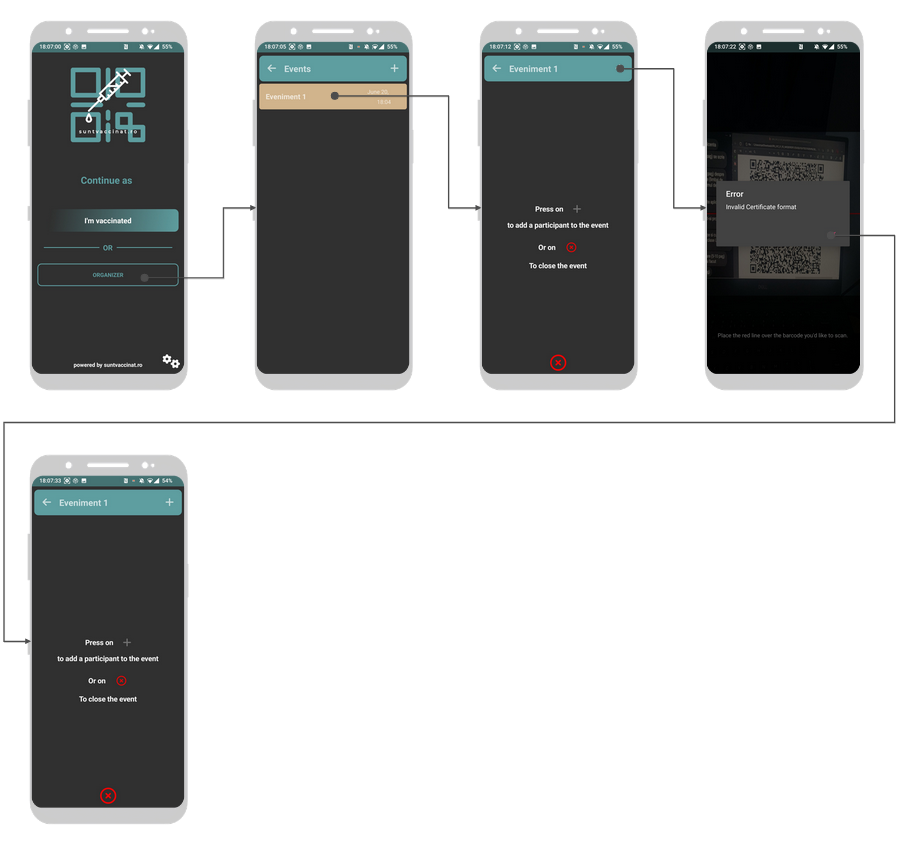 18:07:00 55%
suntvaccinat.ro
Continue as
I'm vaccinated
OR
ORGANIZER
powered by suntvaccinat.ro
18:07:05 55%
Events
Eveniment 1
18:07:12 55%
Eveniment 1
Press on
to add a participant to the event
Or on
To close the event
18:07:22 55%
Error
Invalid Certificate format
Place the red line over the barcode you'd like to scan.
18:07:33 54%
Eveniment 1
Press on
to add a participant to the event
Or on
To close the event